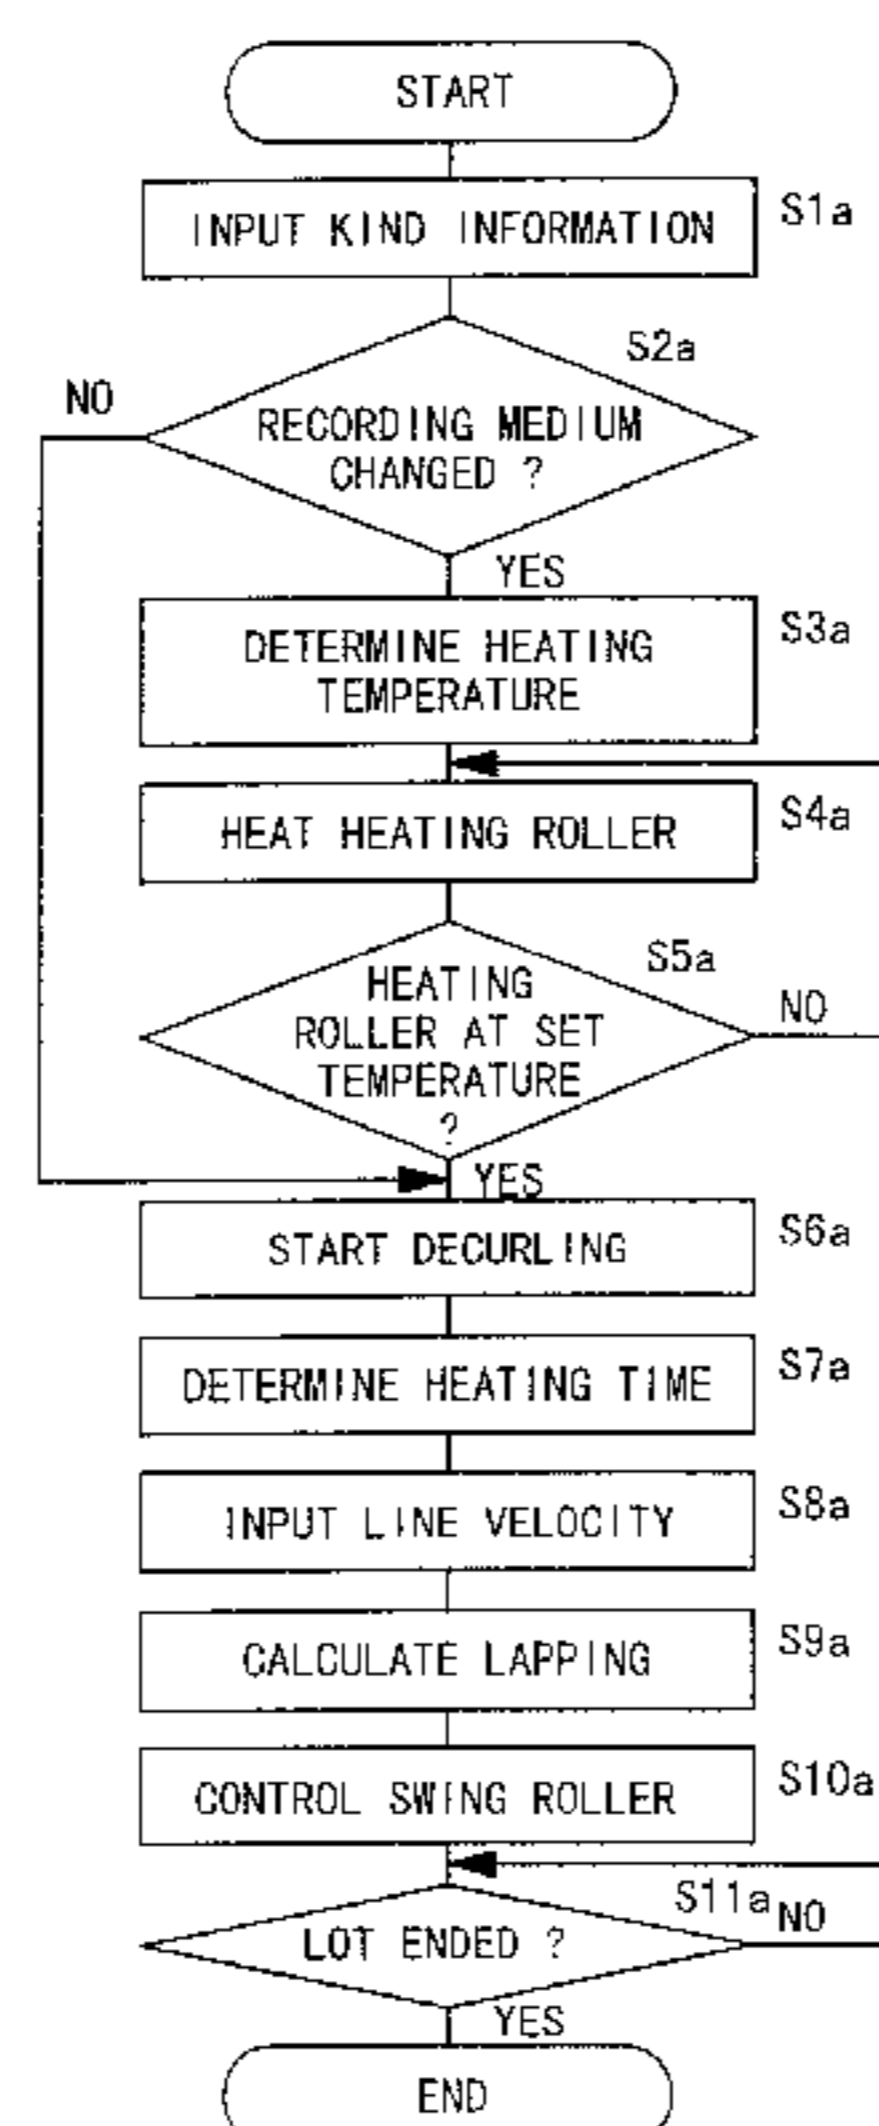 START
INPUT KIND INFORMATION
S1a
S2a
NO
RECORDING MEDIUM
CHANGED ?
YES
DETERMINE HEATING
TEMPERATURE
S3a
HEAT HEATING ROLLER
S4a
S5a
HEATING
ROLLER AT SET
TEMPERATURE
?
NO
YES
START DECURLING
S6a
DETERMINE HEATING TIME
S7a
INPUT LINE VELOCITY
S8a
CALCULATE LAPPING
S9a
CONTROL SWING ROLLER
S10a
S11a
NO
LOT ENDED ?
YES
END